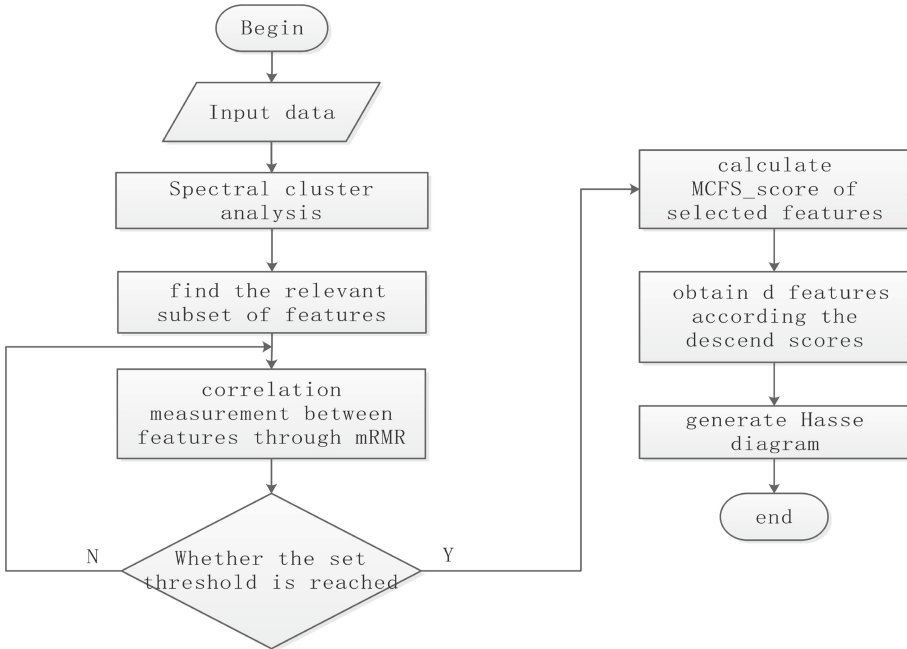 Begin
Input data
Spectral cluster
analysis
find the relevant
subset of features
correlation
measurement between
features through mRMR
Whether the set
threshold is reached
N
Y
calculate
MCFS_score of
selected features
obtain d features
according the
descend scores
generate Hasse
diagram
end